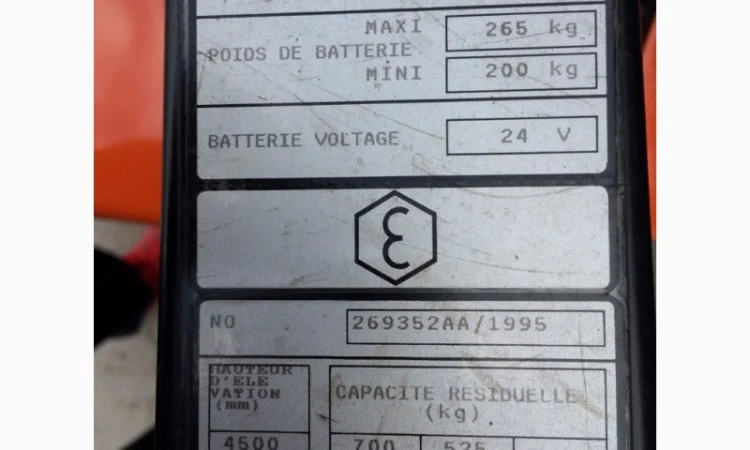 MAXI 265 kg
POIDS DE BATTERIE
MINI 200 kg
BATTERIE VOLTAGE 24 V
Ɛ
NO 269352AA/1995
HAUTEUR
D'ELE
VATION
(mm)
CAPACITE RESIDUELLE
(kg)
4500 700 525